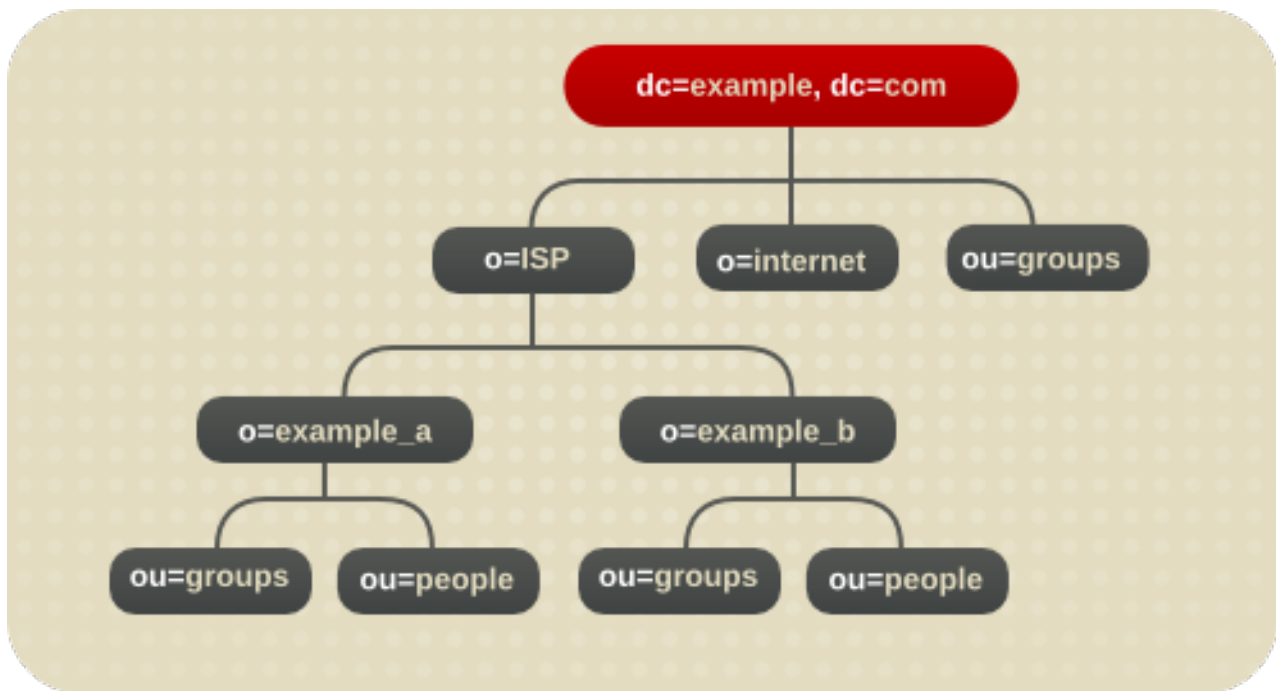 dc=example, dc=com
o=ISP
o=internet
ou=groups
o=example_a
o=example_b
ou=groups
ou=people
ou=groups
ou=people